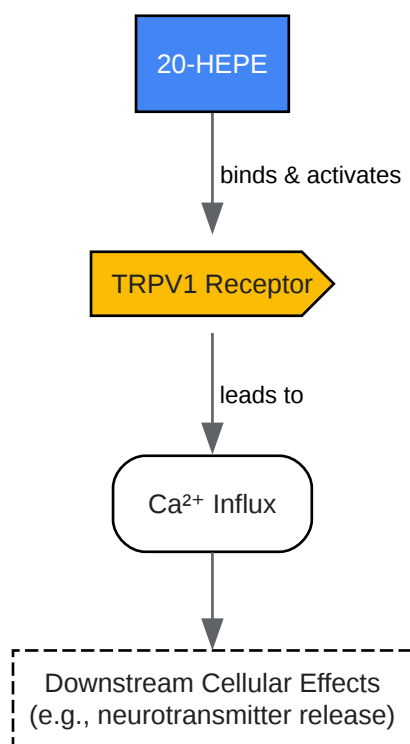 20-HEPE
binds & activates
TRPV1 Receptor
leads to
Ca²⁺ Influx
Downstream Cellular Effects
(e.g., neurotransmitter release)